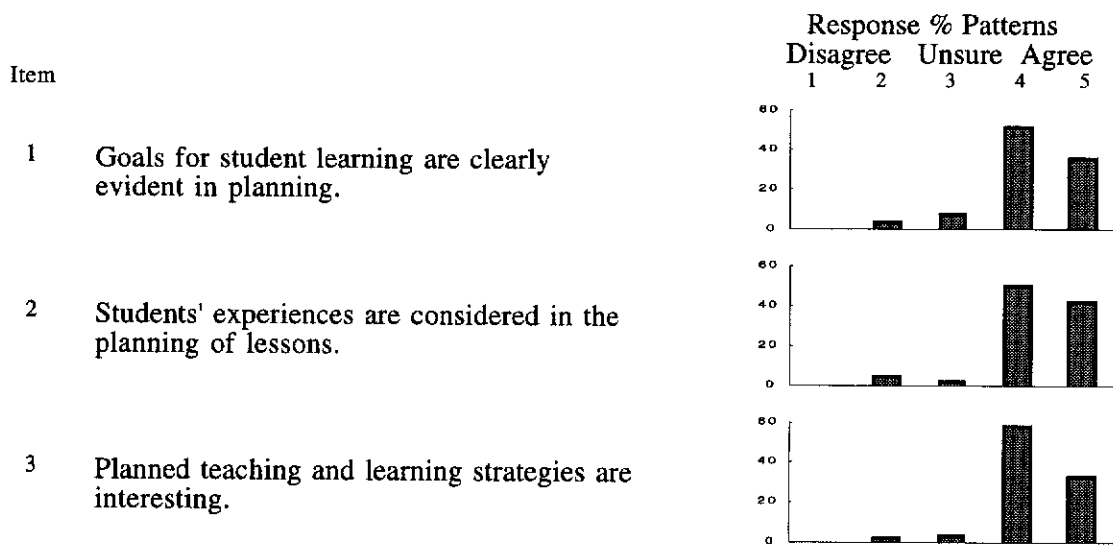 Response % Patterns
Disagree Unsure Agree
Item
1 2 3 4 5
1 Goals for student learning are clearly
evident in planning.
60
40
20
0
2 Students' experiences are considered in the
planning of lessons.
60
40
20
0
3 Planned teaching and learning strategies are
interesting.
60
40
20
0